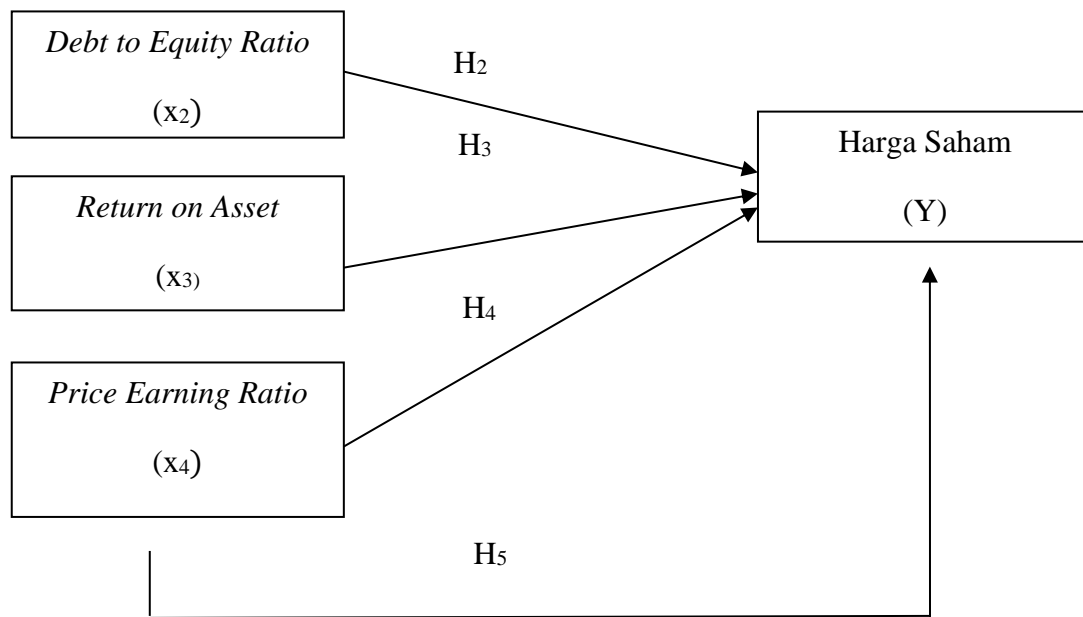 Debt to Equity Ratio
(x2)
H2
H3
Harga Saham
(Y)
Return on Asset
(x3)
H4
Price Earning Ratio
(x4)
H5